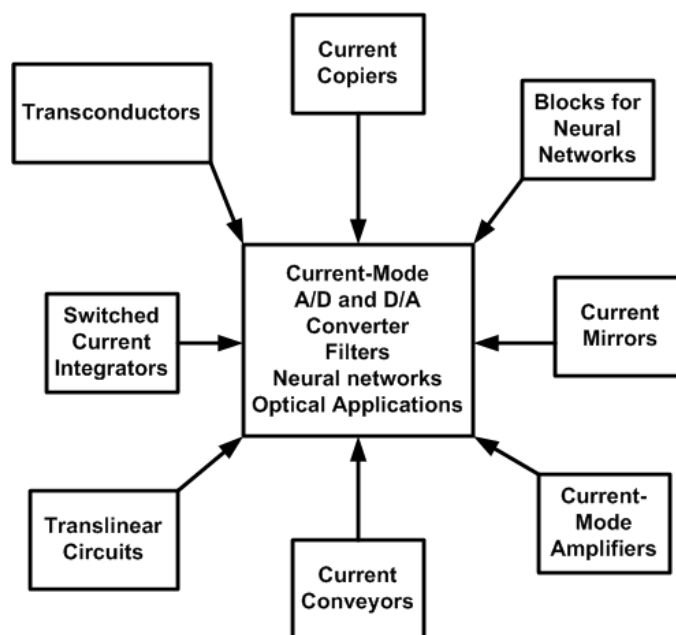 Current
Copiers
Transconductors
Blocks for
Neural
Networks
Current-Mode
A/D and D/A
Converter
Filters
Neural networks
Optical Applications
Switched
Current
Integrators
Current
Mirrors
Translinear
Circuits
Current-
Mode
Amplifiers
Current
Conveyors